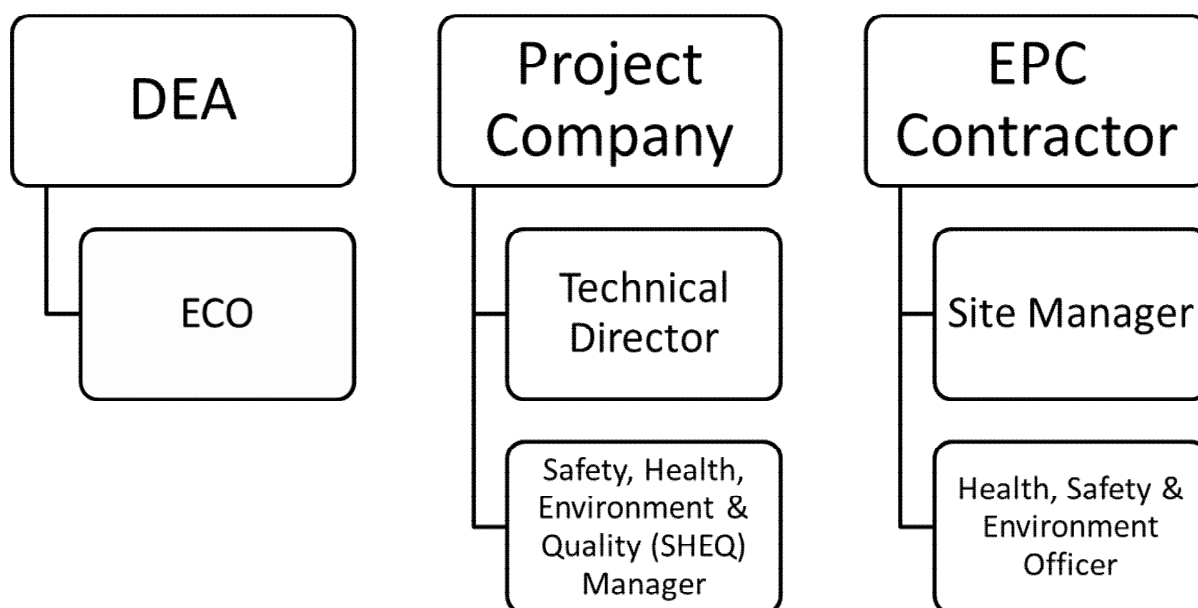 DEA
ECO
Project
Company
Technical
Director
Safety, Health,
Environment &
Quality (SHEQ)
Manager
EPC
Contractor
Site Manager
Health, Safety &
Environment
Officer